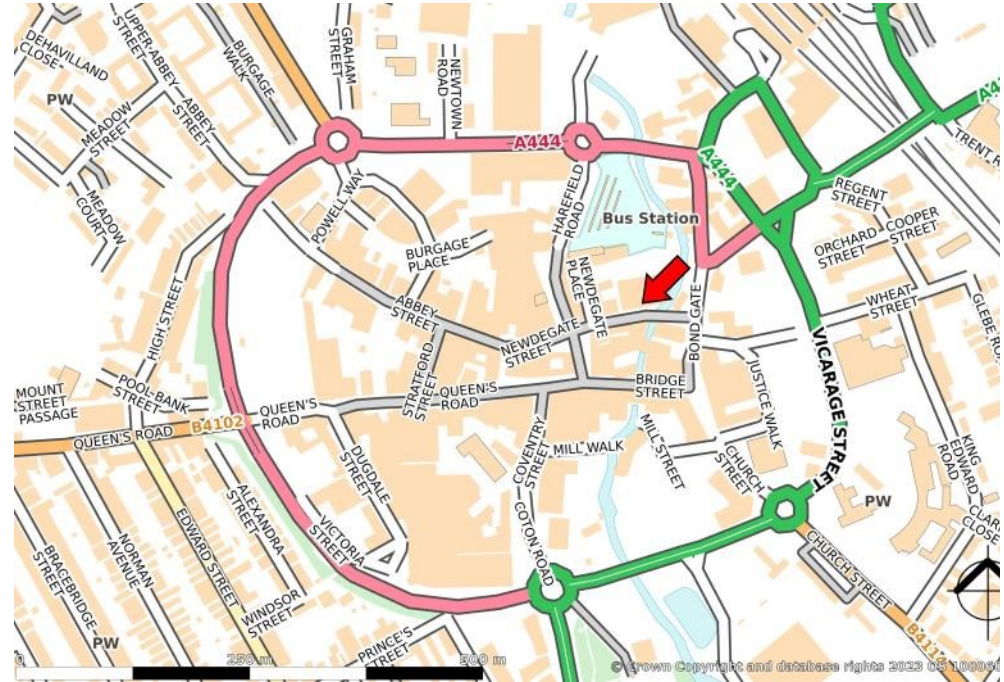 DEHAVILLAND
CLOSE
UPPER ABBEY
STREET
BURGAGE
WALK
GRAHAM
STREET
NEWTOWN
ROAD
PW
MEADOW
STREET
ABBEY
STREET
MEADOW
COURT
A444
A444
TRENT
POWELL WAY
HAREFIELD
ROAD
Bus Station
REGENT
STREET
COOPER
STREET
ORCHARD
STREET
BURGAGE
PLACE
NEWDEGATE
PLACE
WHEAT
STREET
ABBEY
STREET
HIGH STREET
NEWDEGATE
STREET
BOND GATE
VICARAGE STREET
STRATFORD
STREET
QUEEN'S
ROAD
BRIDGE
STREET
JUSTICE WALK
MOUNT
STREET
PASSAGE
POOL BANK
STREET
QUEEN'S ROAD
B4102
QUEEN'S
ROAD
COVENTRY
STREET
MILL WALK
MILL STREET
CHURCH
STREET
KING
EDWARD
ROAD
DUGDALE
STREET
ALEXANDRA
STREET
EDWARD STREET
VICTORIA
STREET
COTON ROAD
PW
CLOSE
NORMAN
AVENUE
BRACEBRIDGE
STREET
WINDSOR
STREET
CHURCH STREET
PW
PRINCE'S
STREET
0 250 m 500 m
© Crown Copyright and database rights 2023 OS